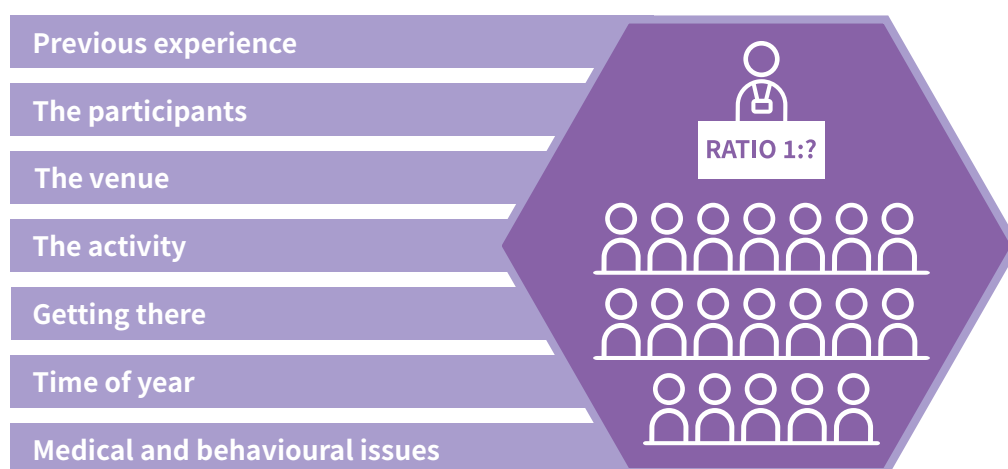 Previous experience
The participants
The venue
The activity
Getting there
Time of year
Medical and behavioural issues
RATIO 1:?